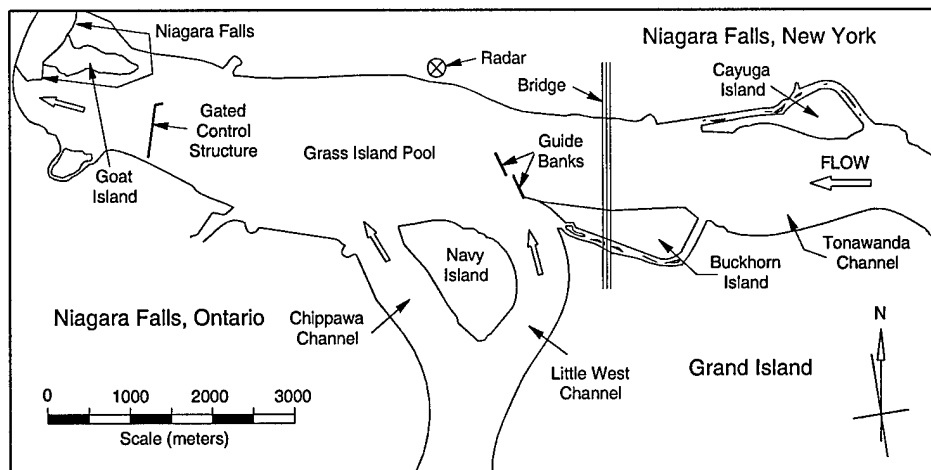 Niagara Falls
Niagara Falls, New York
Radar
Cayuga
Island
Bridge
Gated
Control
Structure
Guide
Banks
Grass Island Pool
Goat
Island
FLOW
Navy
Island
Buckhorn
Island
Tonawanda
Channel
Niagara Falls, Ontario
Chippawa
Channel
N
Little West
Channel
Grand Island
0 1000 2000 3000
Scale (meters)